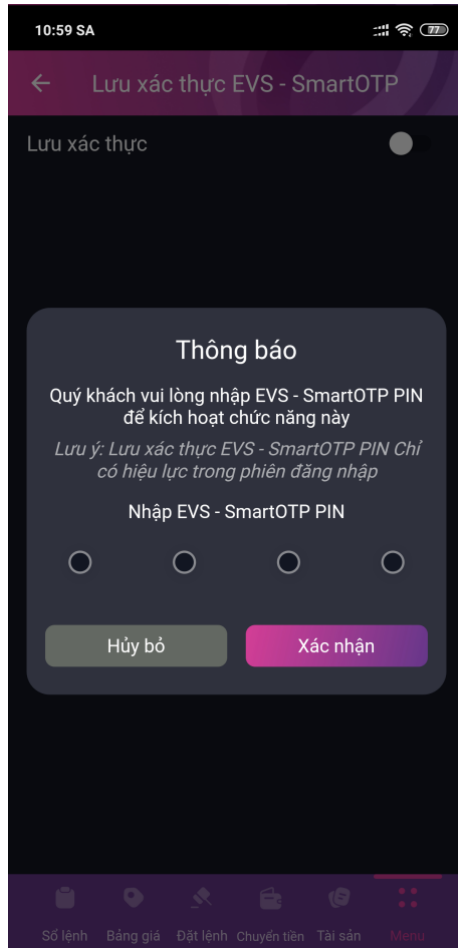 10:59 SA
77
Lưu xác thực EVS - SmartOTP
Lưu xác thực
Thông báo
Quý khách vui lòng nhập EVS - SmartOTP PIN
để kích hoạt chức năng này
Lưu ý: Lưu xác thực EVS - SmartOTP PIN Chỉ
có hiệu lực trong phiên đăng nhập
Nhập EVS - SmartOTP PIN
Hủy bỏ
Xác nhận
Sổ lệnh
Bảng giá
Đặt lệnh
Chuyển tiền
Tài sản
Menu